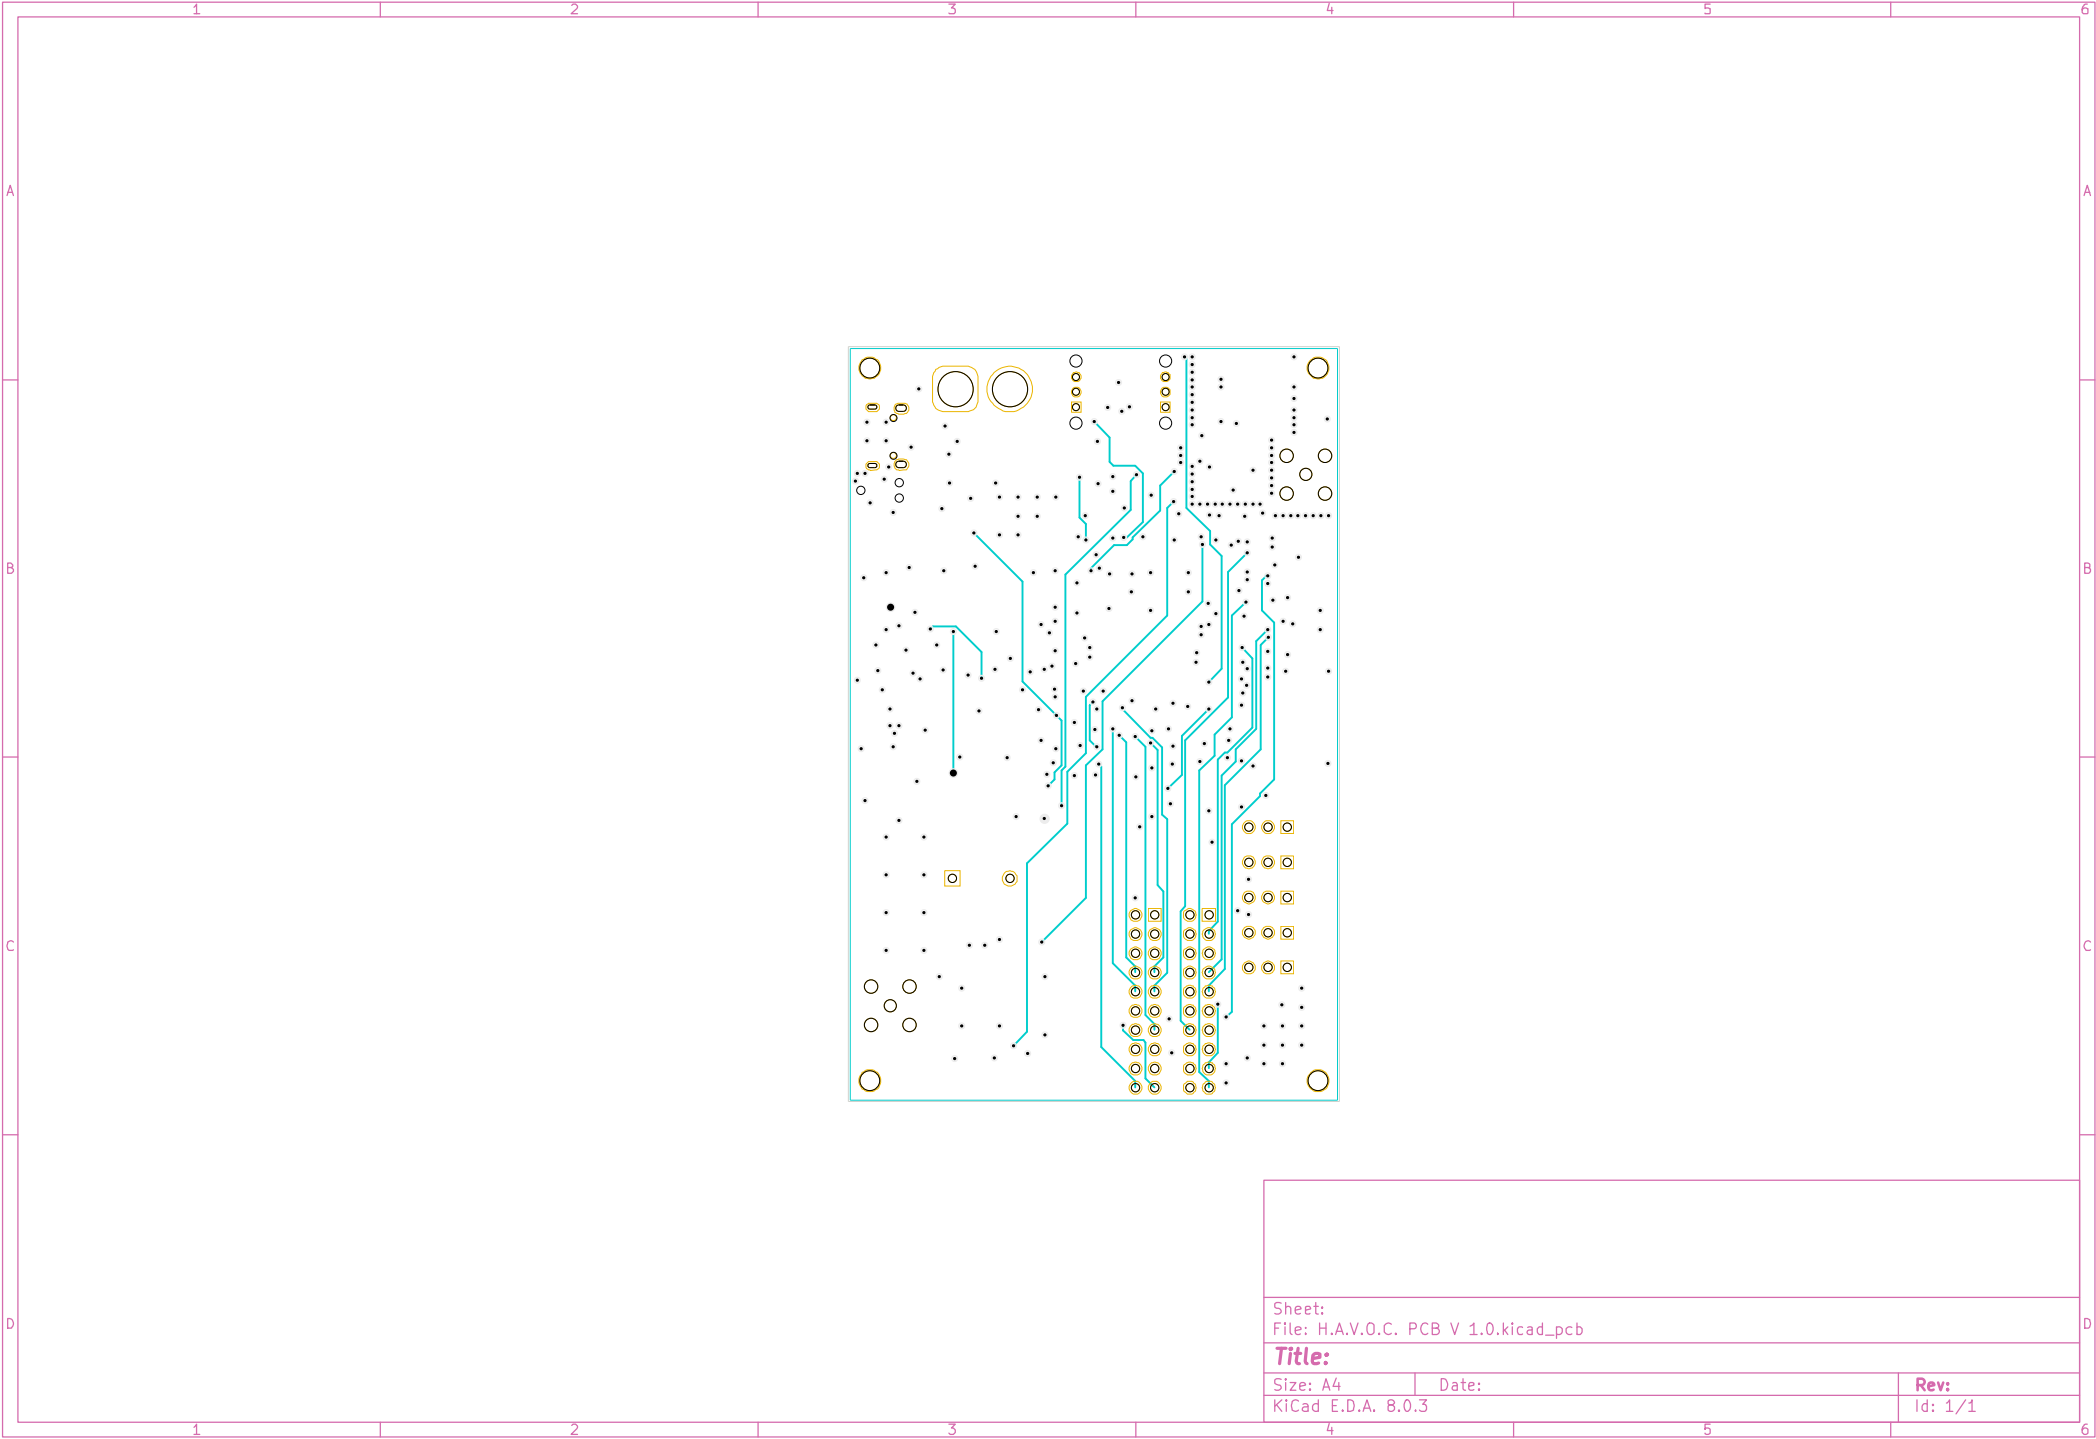 1 2 3 4 5 6
A A
B B
C C
D D
Sheet:
File: H.A.V.O.C. PCB V 1.0.kicad_pcb
Title:
Size: A4 Date: Rev:
KiCad E.D.A. 8.0.3 Id: 1/1
1 2 3 4 5 6